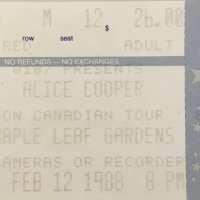 M 12 26.00
row seat $
RED ADULT
NO REFUNDS — NO EXCHANGES
Q107 PRESENTS
ALICE COOPER
ON CANADIAN TOUR
MAPLE LEAF GARDENS
CAMERAS OR RECORDER
FEB 12 1988 8 PM